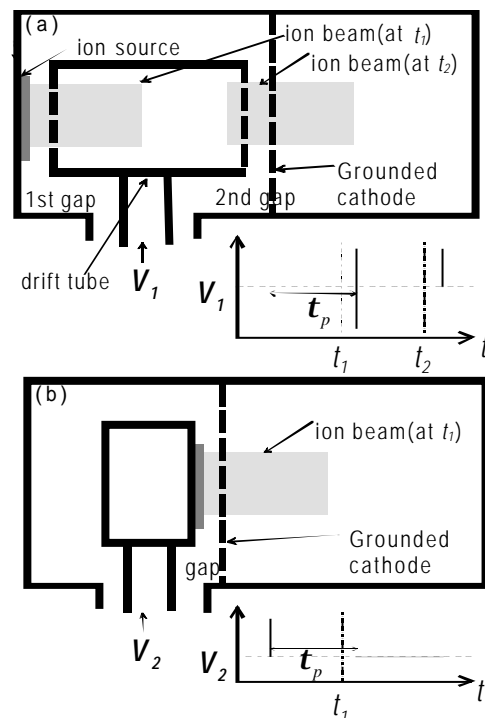 (a)
ion source
ion beam(at t₁)
ion beam(at t₂)
Grounded
cathode
1st gap
2nd gap
drift tube
V₁
V₁
tₚ
t₁
t₂
t
(b)
ion beam(at t₁)
Grounded
cathode
gap
V₂
V₂
tₚ
t₁
t